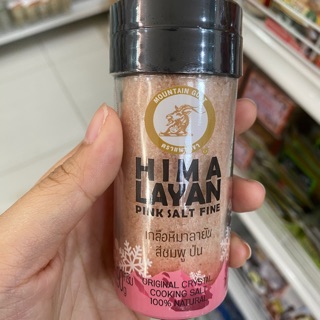 MOUNTAIN GOAT
HIMA
LAYAN
PINK SALT FINE
เกลือหิมาลายัน
สีชมพู ป่น
ORIGINAL CRYSTAL
COOKING SALT
100% NATURAL